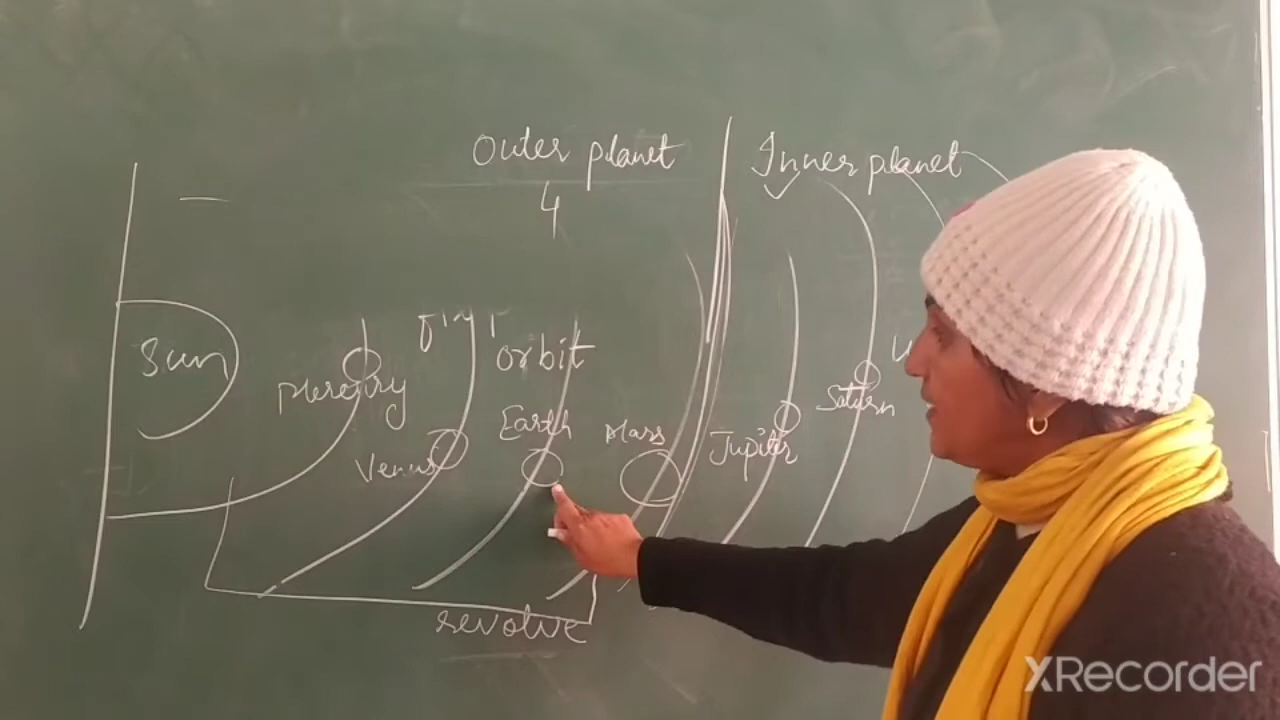 Outer planet
Inner planet
4
Sun
Mercury
orbit
Venus
Earth
Mars
Jupiter
Saturn
revolve
XRecorder